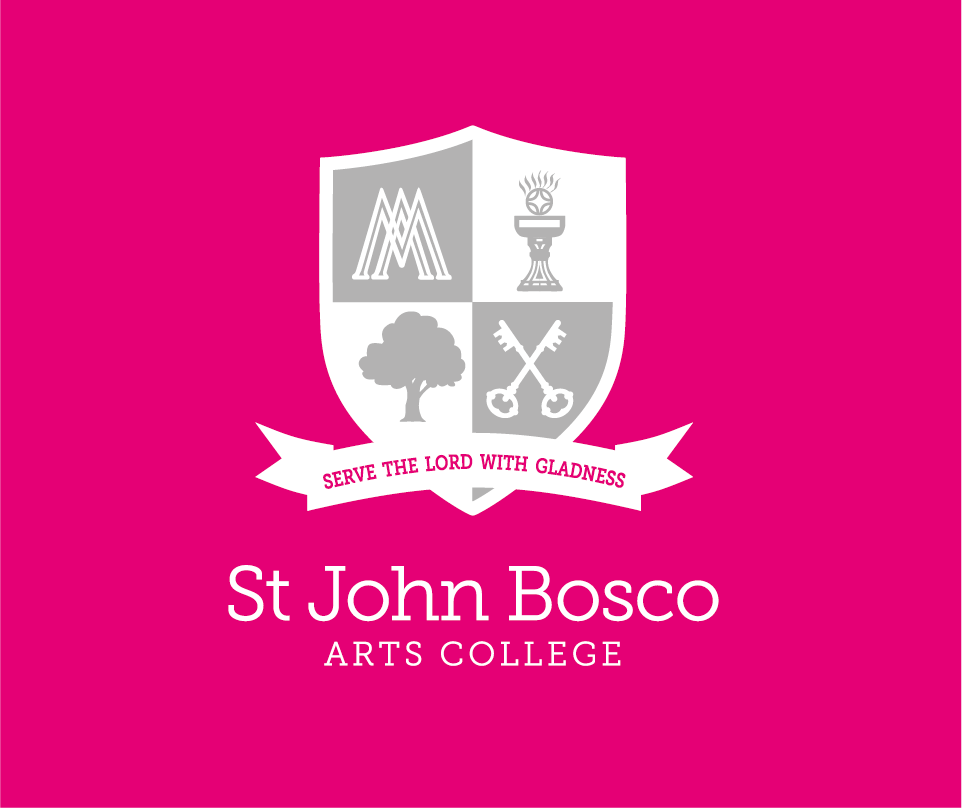 SERVE THE LORD WITH GLADNESS
St John Bosco
ARTS COLLEGE